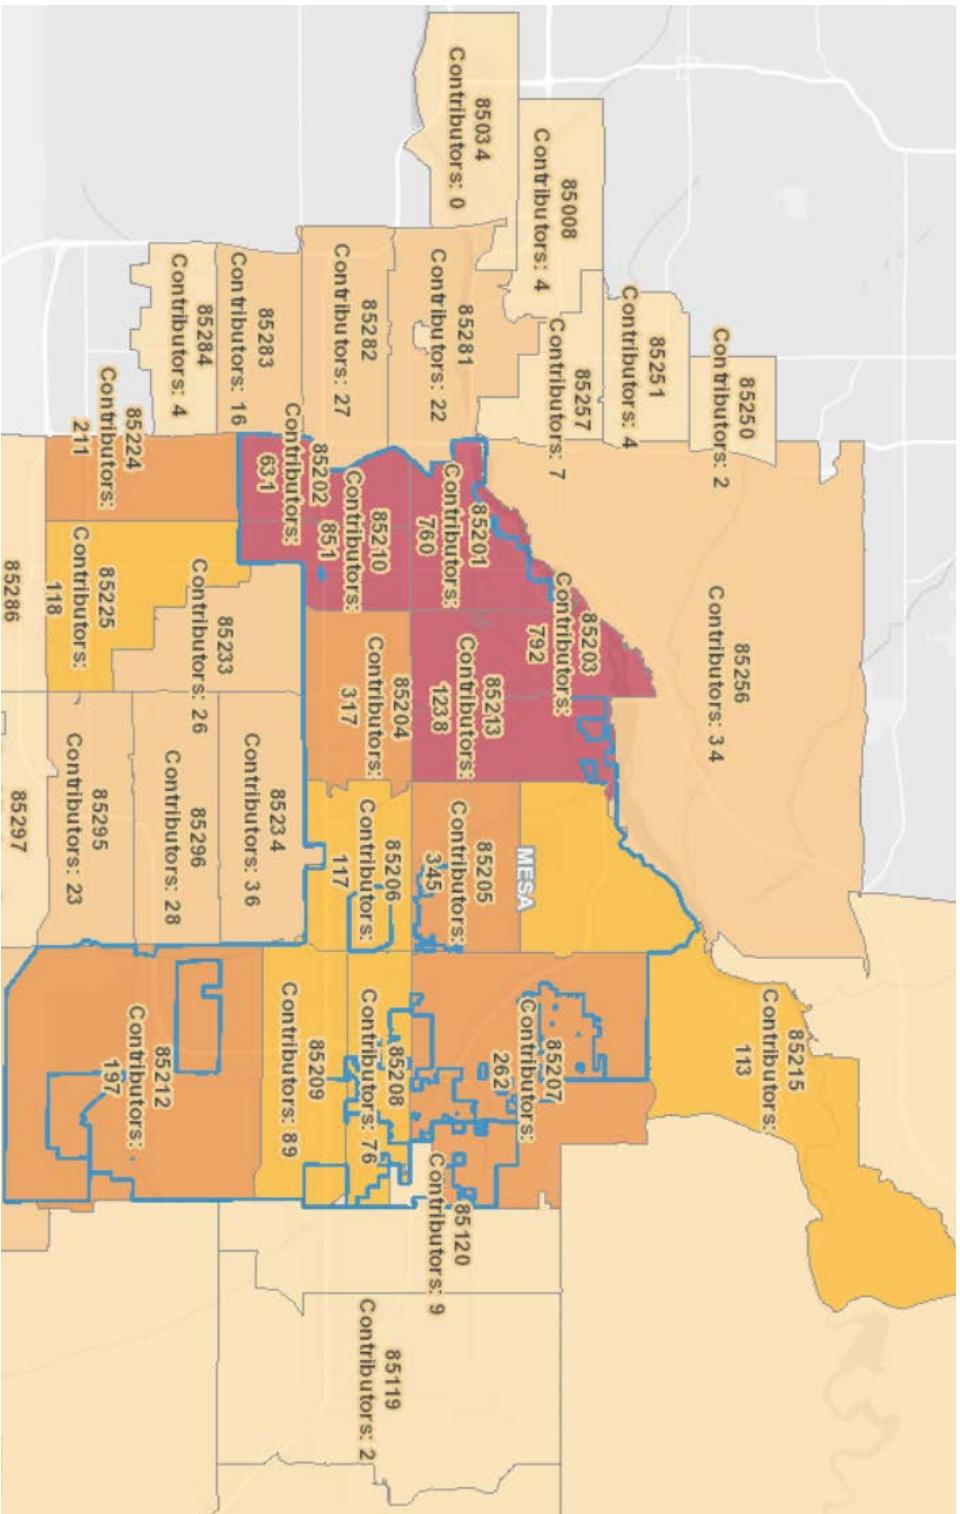 85215
Contributors:
113
85250
Contributors: 2
85256
Contributors: 34
85251
Contributors: 4
85257
Contributors: 7
85008
Contributors: 4
85203
Contributors:
792
85207
Contributors:
262
MESA
85034
Contributors: 0
85281
Contributors: 22
85201
Contributors:
760
85213
Contributors:
1238
85205
Contributors:
345
85120
Contributors: 9
85282
Contributors: 27
85210
Contributors:
851
85204
Contributors:
317
85206
Contributors:
117
85208
Contributors: 76
85119
Contributors: 2
85202
Contributors:
631
85209
Contributors: 89
85283
Contributors: 16
85234
Contributors: 36
85233
Contributors: 26
85284
Contributors: 4
85296
Contributors: 28
85212
Contributors:
197
85224
Contributors:
211
85225
Contributors:
118
85295
Contributors: 23
85286
85297